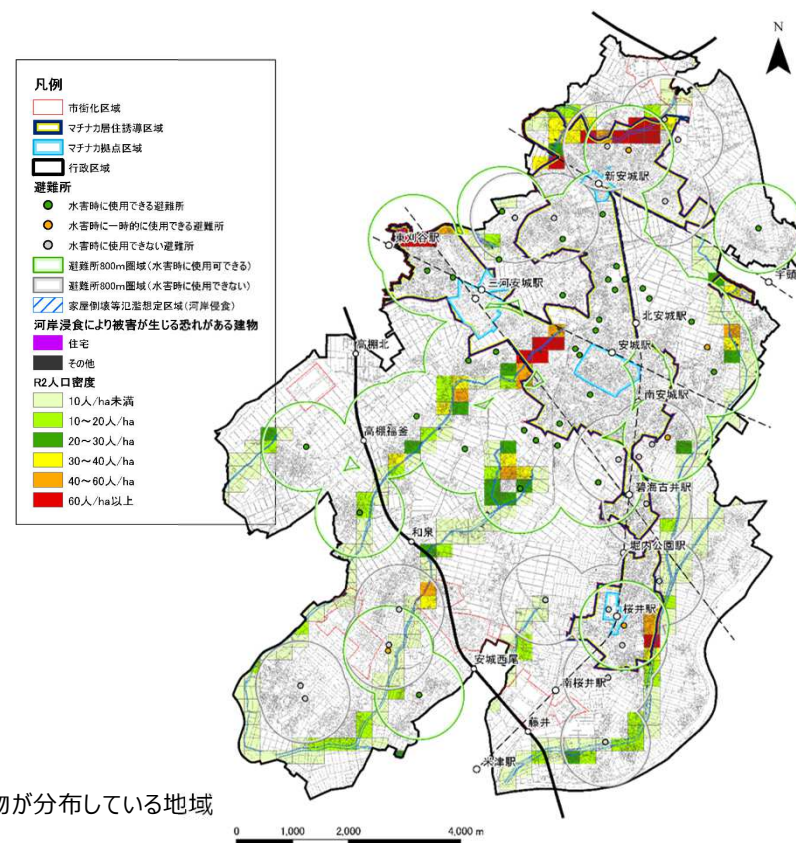 N
凡例
市街化区域
マチナカ居住誘導区域
マチナカ拠点区域
行政区域
避難所
水害時に使用できる避難所
水害時に一時的に使用できる避難所
水害時に使用できない避難所
避難所800m圏域(水害時に使用可できる)
避難所800m圏域(水害時に使用できない)
家屋倒壊等氾濫想定区域(河岸侵食)
河岸浸食により被害が生じる恐れがある建物
住宅
その他
R2人口密度
10人/ha未満
10～20人/ha
20～30人/ha
30～40人/ha
40～60人/ha
60人/ha以上
新安城駅
東刈谷駅
宇頭
三河安城駅
北安城駅
高棚北
安城駅
南安城駅
高棚福釜
碧海古井駅
和泉
堀内公園駅
桜井駅
安城西尾
南桜井駅
藤井
米津駅
物が分布している地域
0 1,000 2,000 4,000 m